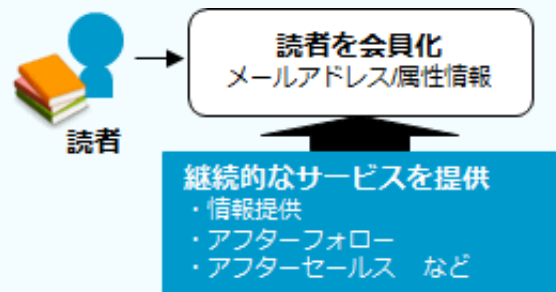 読者を会員化
メールアドレス/属性情報
読者
継続的なサービスを提供
・情報提供
・アフターフォロー
・アフターセールス　など